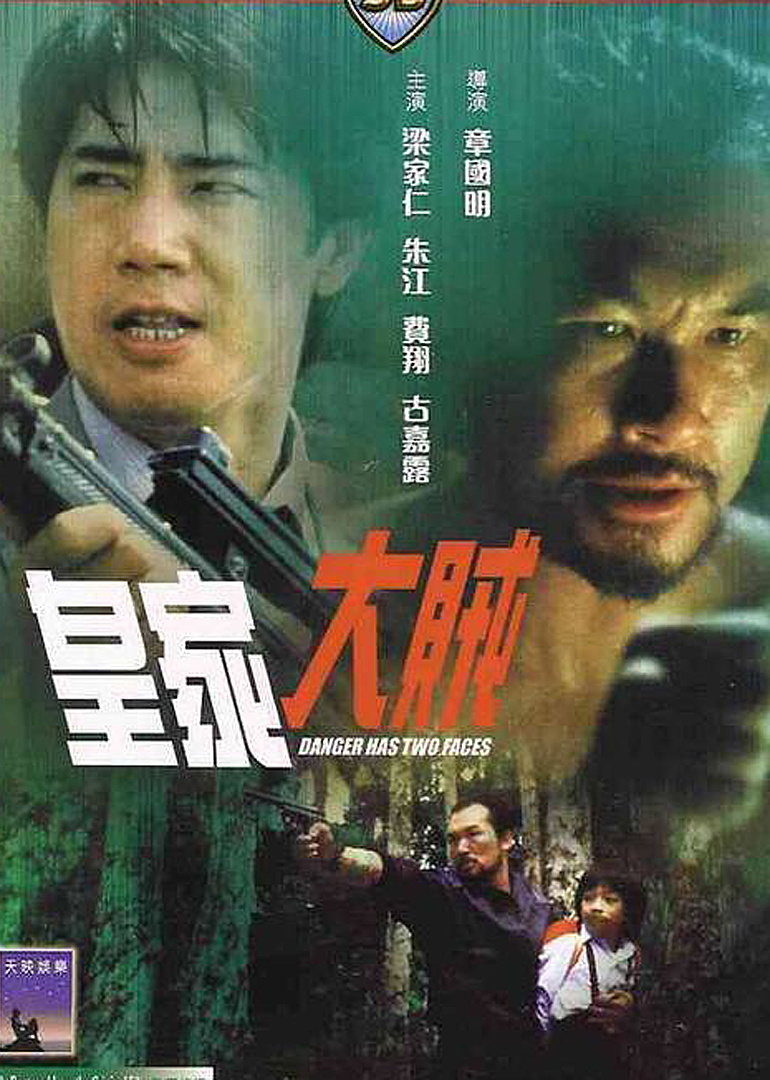 導演 章國明
主演 梁家仁 朱江 費翔 古嘉露
皇家大賊
DANGER HAS TWO FACES
天映娛樂